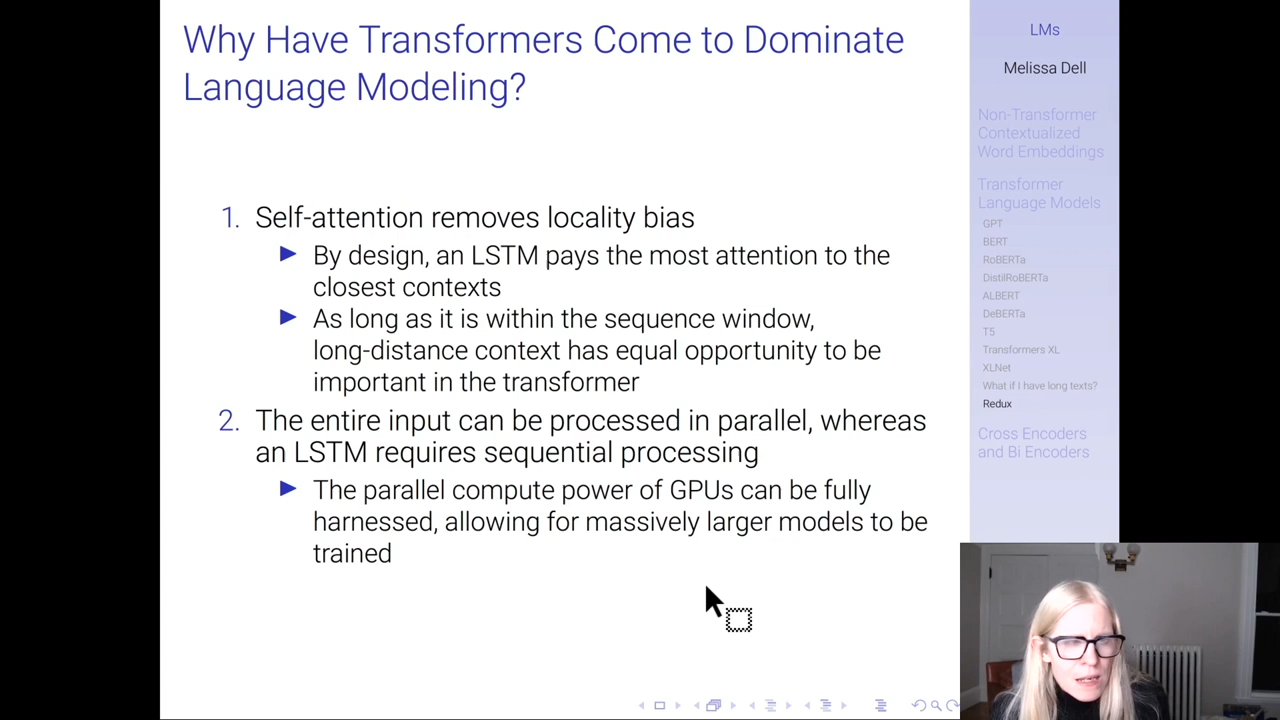 Why Have Transformers Come to Dominate
Language Modeling?
1. Self-attention removes locality bias
By design, an LSTM pays the most attention to the
closest contexts
As long as it is within the sequence window,
long-distance context has equal opportunity to be
important in the transformer
2. The entire input can be processed in parallel, whereas
an LSTM requires sequential processing
The parallel compute power of GPUs can be fully
harnessed, allowing for massively larger models to be
trained
LMs
Melissa Dell
Non-Transformer
Contextualized
Word Embeddings
Transformer
Language Models
GPT
BERT
RoBERTa
DistilRoBERTa
ALBERT
DeBERTa
T5
Transformers XL
XLNet
What if I have long texts?
Redux
Cross Encoders
and Bi Encoders